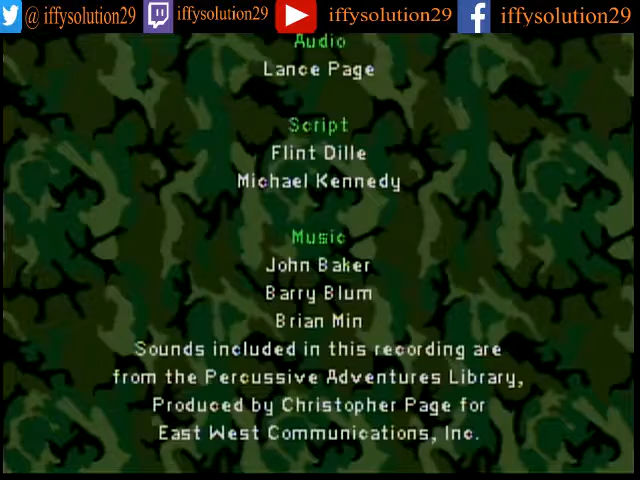 @ iffysolution29 iffysolution29 iffysolution29 iffysolution29
Audio
Lance Page
Script
Flint Dille
Michael Kennedy
Music
John Baker
Barry Blum
Brian Min
Sounds included in this recording are
from the Percussive Adventures Library,
Produced by Christopher Page for
East West Communications, Inc.